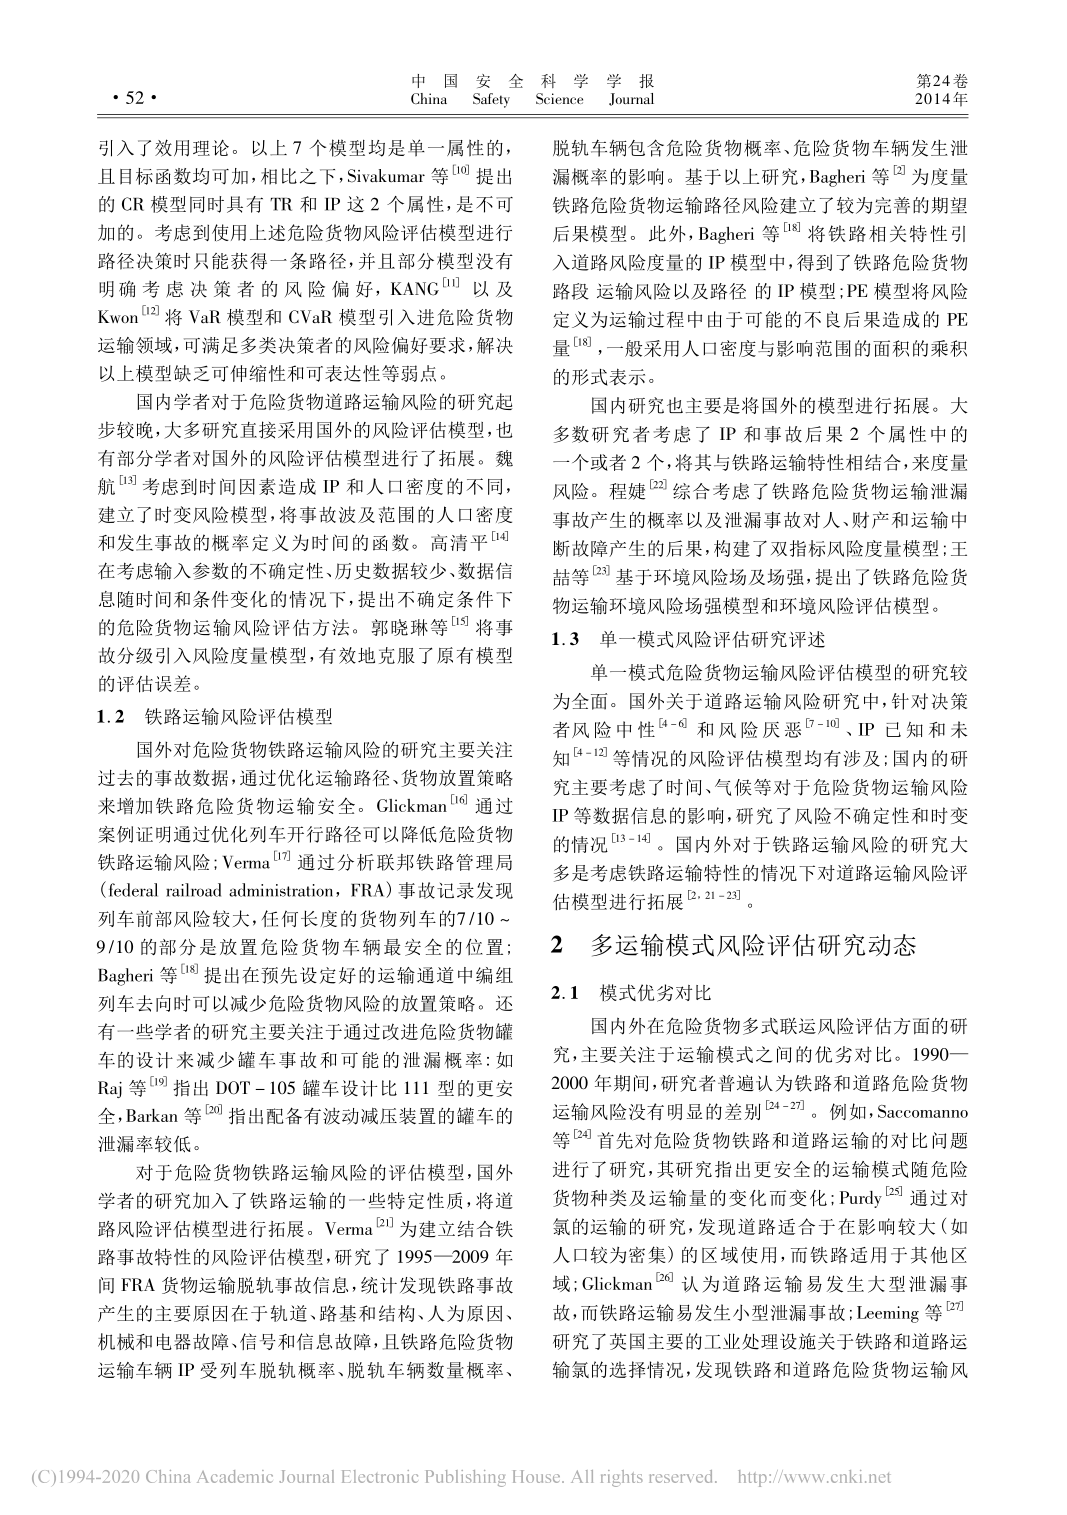 ·52·
中国安全科学学报
China Safety Science Journal
第24卷
2014年
引入了效用理论。以上7个模型均是单一属性的，
且目标函数均可加，相比之下，Sivakumar 等[10]提出
的 CR 模型同时具有 TR 和 IP 这 2 个属性，是不可
加的。考虑到使用上述危险货物风险评估模型进行
路径决策时只能获得一条路径，并且部分模型没有
明确考虑决策者的风险偏好，KANG[11] 以及
Kwon[12]将 VaR 模型和 CVaR 模型引入进危险货物
运输领域，可满足多类决策者的风险偏好要求，解决
以上模型缺乏可伸缩性和可表达性等弱点。
国内学者对于危险货物道路运输风险的研究起
步较晚，大多研究直接采用国外的风险评估模型，也
有部分学者对国外的风险评估模型进行了拓展。魏
航[13]考虑到时间因素造成 IP 和人口密度的不同，
建立了时变风险模型，将事故波及范围的人口密度
和发生事故的概率定义为时间的函数。高清平[14]
在考虑输入参数的不确定性、历史数据较少、数据信
息随时间和条件变化的情况下，提出不确定条件下
的危险货物运输风险评估方法。郭晓琳等[15]将事
故分级引入风险度量模型，有效地克服了原有模型
的评估误差。
1.2 铁路运输风险评估模型
国外对危险货物铁路运输风险的研究主要关注
过去的事故数据，通过优化运输路径、货物放置策略
来增加铁路危险货物运输安全。Glickman[16]通过
案例证明通过优化列车开行路径可以降低危险货物
铁路运输风险；Verma[17]通过分析联邦铁路管理局
（federal railroad administration，FRA）事故记录发现
列车前部风险较大，任何长度的货物列车的7/10～
9/10 的部分是放置危险货物车辆最安全的位置；
Bagheri 等[18]提出在预先设定好的运输通道中编组
列车去向时可以减少危险货物风险的放置策略。还
有一些学者的研究主要关注于通过改进危险货物罐
车的设计来减少罐车事故和可能的泄漏概率：如
Raj 等[19]指出 DOT－105 罐车设计比 111 型的更安
全，Barkan 等[20]指出配备有波动减压装置的罐车的
泄漏率较低。
对于危险货物铁路运输风险的评估模型，国外
学者的研究加入了铁路运输的一些特定性质，将道
路风险评估模型进行拓展。Verma[21]为建立结合铁
路事故特性的风险评估模型，研究了 1995—2009 年
间 FRA 货物运输脱轨事故信息，统计发现铁路事故
产生的主要原因在于轨道、路基和结构、人为原因、
机械和电器故障、信号和信息故障，且铁路危险货物
运输车辆 IP 受列车脱轨概率、脱轨车辆数量概率、
脱轨车辆包含危险货物概率、危险货物车辆发生泄
漏概率的影响。基于以上研究，Bagheri 等[2]为度量
铁路危险货物运输路径风险建立了较为完善的期望
后果模型。此外，Bagheri 等[18]将铁路相关特性引
入道路风险度量的 IP 模型中，得到了铁路危险货物
路段 运输风险以及路径 的 IP 模型；PE 模型将风险
定义为运输过程中由于可能的不良后果造成的 PE
量[18]，一般采用人口密度与影响范围的面积的乘积
的形式表示。
国内研究也主要是将国外的模型进行拓展。大
多数研究者考虑了 IP 和事故后果 2 个属性中的
一个或者 2 个，将其与铁路运输特性相结合，来度量
风险。程婕[22]综合考虑了铁路危险货物运输泄漏
事故产生的概率以及泄漏事故对人、财产和运输中
断故障产生的后果，构建了双指标风险度量模型；王
喆等[23]基于环境风险场及场强，提出了铁路危险货
物运输环境风险场强模型和环境风险评估模型。
1.3 单一模式风险评估研究评述
单一模式危险货物运输风险评估模型的研究较
为全面。国外关于道路运输风险研究中，针对决策
者风险中性[4－6]和风险厌恶[7－10]、IP 已知和未
知[4－12]等情况的风险评估模型均有涉及；国内的研
究主要考虑了时间、气候等对于危险货物运输风险
IP 等数据信息的影响，研究了风险不确定性和时变
的情况[13－14]。国内外对于铁路运输风险的研究大
多是考虑铁路运输特性的情况下对道路运输风险评
估模型进行拓展[2，21－23]。
2 多运输模式风险评估研究动态
2.1 模式优劣对比
国内外在危险货物多式联运风险评估方面的研
究，主要关注于运输模式之间的优劣对比。1990—
2000 年期间，研究者普遍认为铁路和道路危险货物
运输风险没有明显的差别[24－27]。例如，Saccomanno
等[24]首先对危险货物铁路和道路运输的对比问题
进行了研究，其研究指出更安全的运输模式随危险
货物种类及运输量的变化而变化；Purdy[25]通过对
氯的运输的研究，发现道路适合于在影响较大（如
人口较为密集）的区域使用，而铁路适用于其他区
域；Glickman[26]认为道路运输易发生大型泄漏事
故，而铁路运输易发生小型泄漏事故；Leeming 等[27]
研究了英国主要的工业处理设施关于铁路和道路运
输氯的选择情况，发现铁路和道路危险货物运输风
(C)1994-2020 China Academic Journal Electronic Publishing House. All rights reserved. http://www.cnki.net